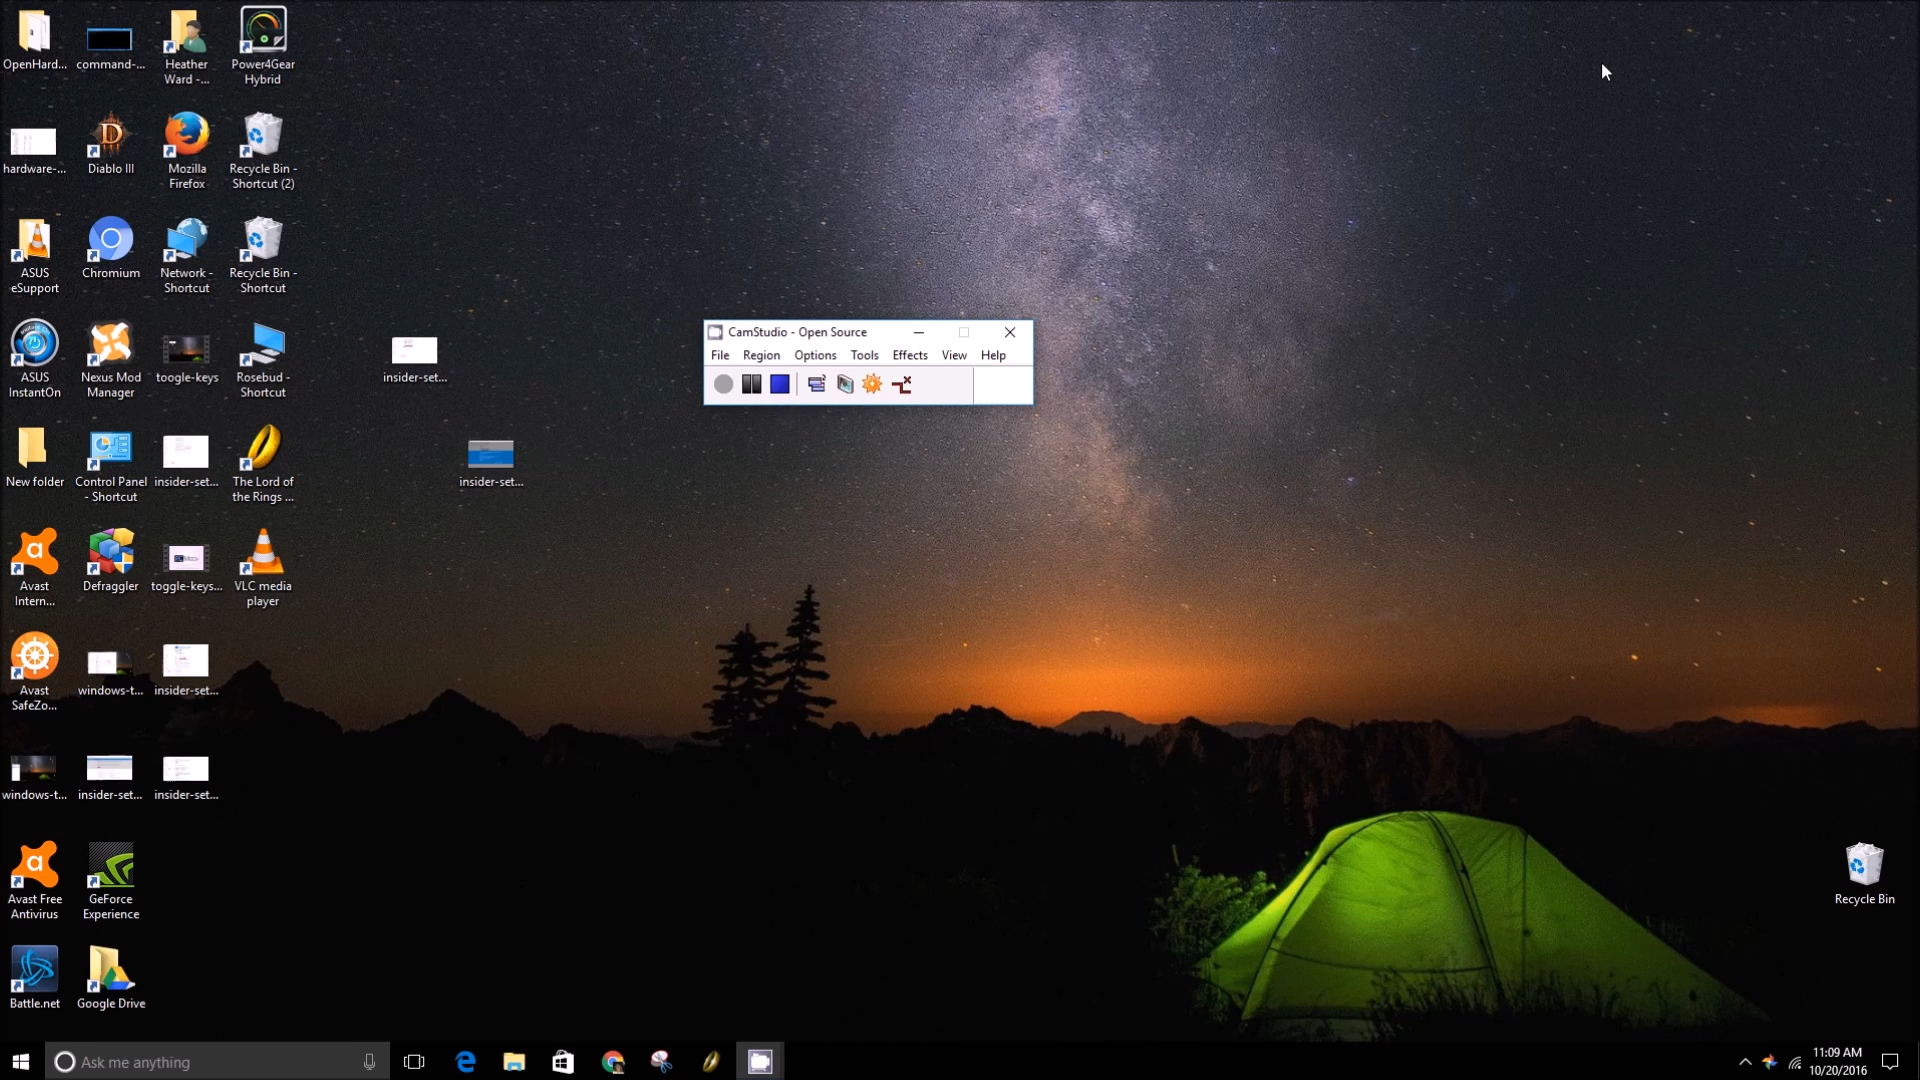 OpenHard...
command-...
Heather
Ward -...
Power4Gear
Hybrid
hardware-...
Diablo III
Mozilla
Firefox
Recycle Bin -
Shortcut (2)
ASUS
eSupport
Chromium
Network -
Shortcut
Recycle Bin -
Shortcut
ASUS
InstantOn
Nexus Mod
Manager
toogle-keys
Rosebud -
Shortcut
insider-set...
CamStudio - Open Source
File Region Options Tools Effects View Help
New folder
Control Panel
- Shortcut
insider-set...
The Lord of
the Rings ...
insider-set...
Avast
Intern...
Defraggler
toggle-keys...
VLC media
player
Avast
SafeZo...
windows-t...
insider-set...
windows-t...
insider-set...
insider-set...
Avast Free
Antivirus
GeForce
Experience
Recycle Bin
Battle.net
Google Drive
Ask me anything
11:09 AM
10/20/2016